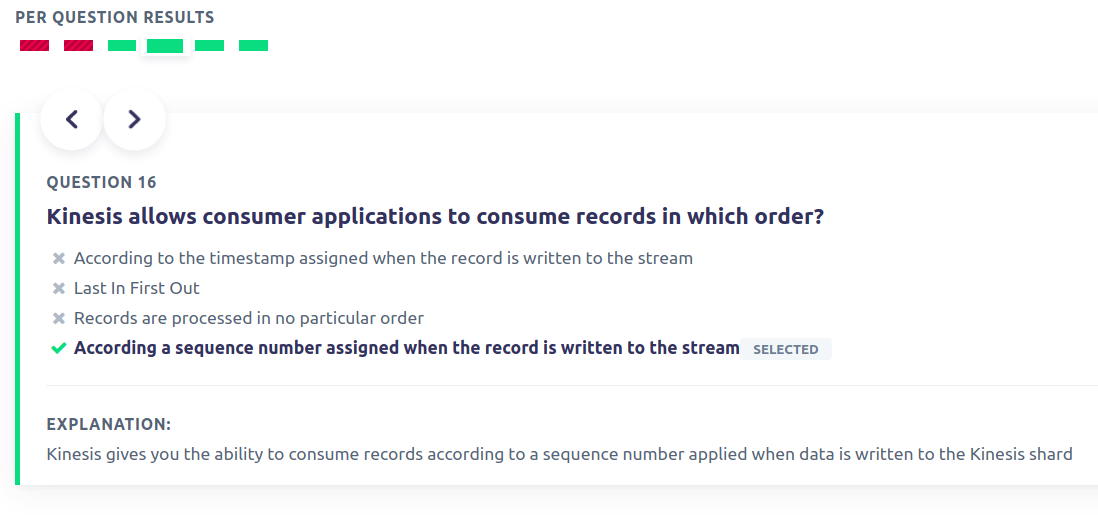 PER QUESTION RESULTS
QUESTION 16
Kinesis allows consumer applications to consume records in which order?
According to the timestamp assigned when the record is written to the stream
Last In First Out
Records are processed in no particular order
According a sequence number assigned when the record is written to the stream SELECTED
EXPLANATION:
Kinesis gives you the ability to consume records according to a sequence number applied when data is written to the Kinesis shard